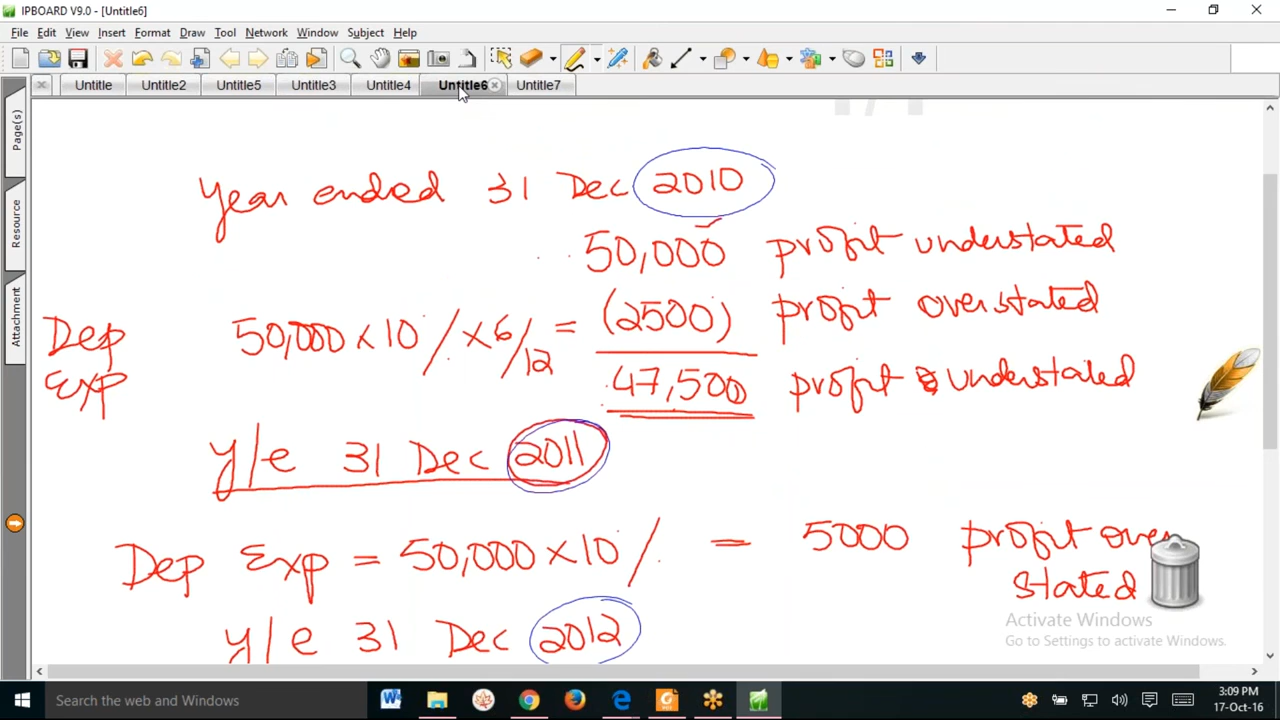 IPBOARD V9.0 - [Untitle6]
File Edit View Insert Format Draw Tool Network Window Subject Help
Untitle Untitle2 Untitle5 Untitle3 Untitle4 Untitle6 Untitle7
Page(s)
Resource
Attachment
Year ended 31 Dec 2010
50,000 profit understated
Dep Exp 50,000 × 10 / × 6/12 = (2500) profit overstated
47,500 profit understated
y/e 31 Dec 2011
Dep Exp = 50,000 × 10 / . = 5000 profit over
stated
y/e 31 Dec 2012
Activate Windows
Go to Settings to activate Windows.
Search the web and Windows
3:09 PM
17-Oct-16